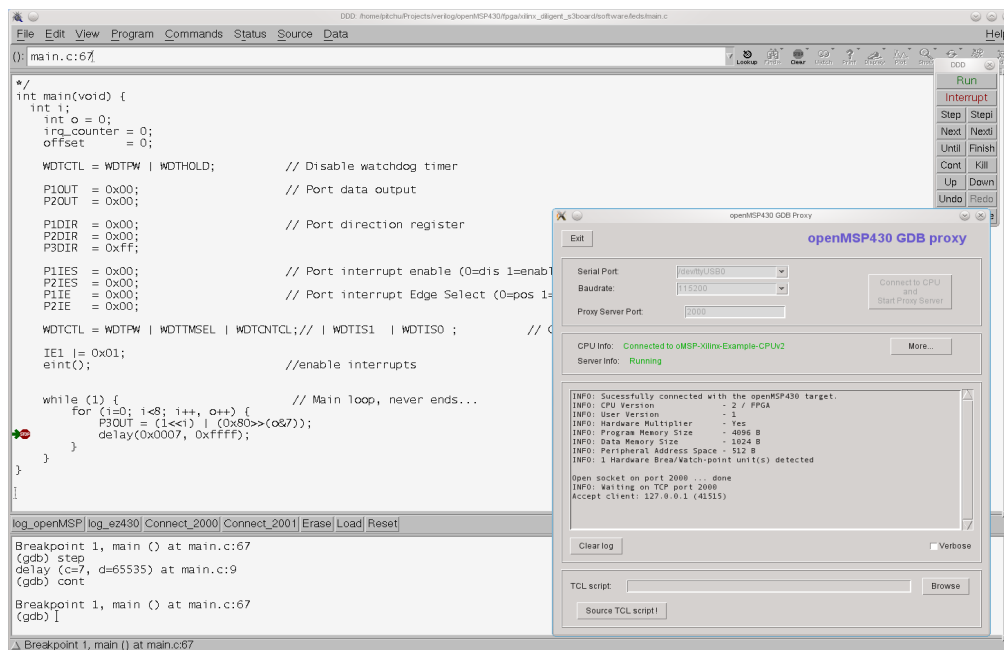 DDD: /home/pitchu/Projects/verilog/openMSP430/fpga/xilinx_diligent_s3board/software/leds/main.c
File Edit View Program Commands Status Source Data Help
(): main.c:67
Lookup Clear
DDD
Run
Interrupt
Step Stepi
Next Nexti
Until Finish
Cont Kill
Up Down
Undo Redo
*/
int main(void) {
int i;
int o = 0;
irq_counter = 0;
offset = 0;
WDTCTL = WDTPW | WDTHOLD; // Disable watchdog timer
P1OUT = 0x00; // Port data output
P2OUT = 0x00;
P1DIR = 0x00; // Port direction register
P2DIR = 0x00;
P3DIR = 0xff;
P1IES = 0x00; // Port interrupt enable (0=dis 1=enabl
P2IES = 0x00;
P1IE = 0x00; // Port interrupt Edge Select (0=pos 1=
P2IE = 0x00;
WDTCTL = WDTPW | WDTTMSEL | WDTCNTCL;// | WDTIS1 | WDTIS0 ; //
IE1 |= 0x01;
eint(); //enable interrupts
while (1) { // Main loop, never ends...
for (i=0; i<8; i++, o++) {
P3OUT = (1<<i) | (0x80>>(o&7));
delay(0x0007, 0xffff);
}
}
}
log_openMSP log_ez430 Connect_2000 Connect_2001 Erase Load Reset
Breakpoint 1, main () at main.c:67
(gdb) step
delay (c=7, d=65535) at main.c:9
(gdb) cont
Breakpoint 1, main () at main.c:67
(gdb)
Breakpoint 1, main () at main.c:67
openMSP430 GDB Proxy
Exit openMSP430 GDB proxy
Serial Port: /dev/ttyUSB0
Baudrate: 115200
Proxy Server Port: 2000
Connect to CPU
and
Start Proxy Server
CPU Info: Connected to oMSP-Xilinx-Example-CPUv2 More...
Server Info: Running
INFO: Sucessfully connected with the openMSP430 target.
INFO: CPU Version - 2 / FPGA
INFO: User Version - 1
INFO: Hardware Multiplier - Yes
INFO: Program Memory Size - 4096 B
INFO: Data Memory Size - 1024 B
INFO: Peripheral Address Space - 512 B
INFO: 1 Hardware Brea/Watch-point unit(s) detected
Open socket on port 2000 ... done
INFO: Waiting on TCP port 2000
Accept client: 127.0.0.1 (41515)
Clear log Verbose
TCL script: Browse
Source TCL script !